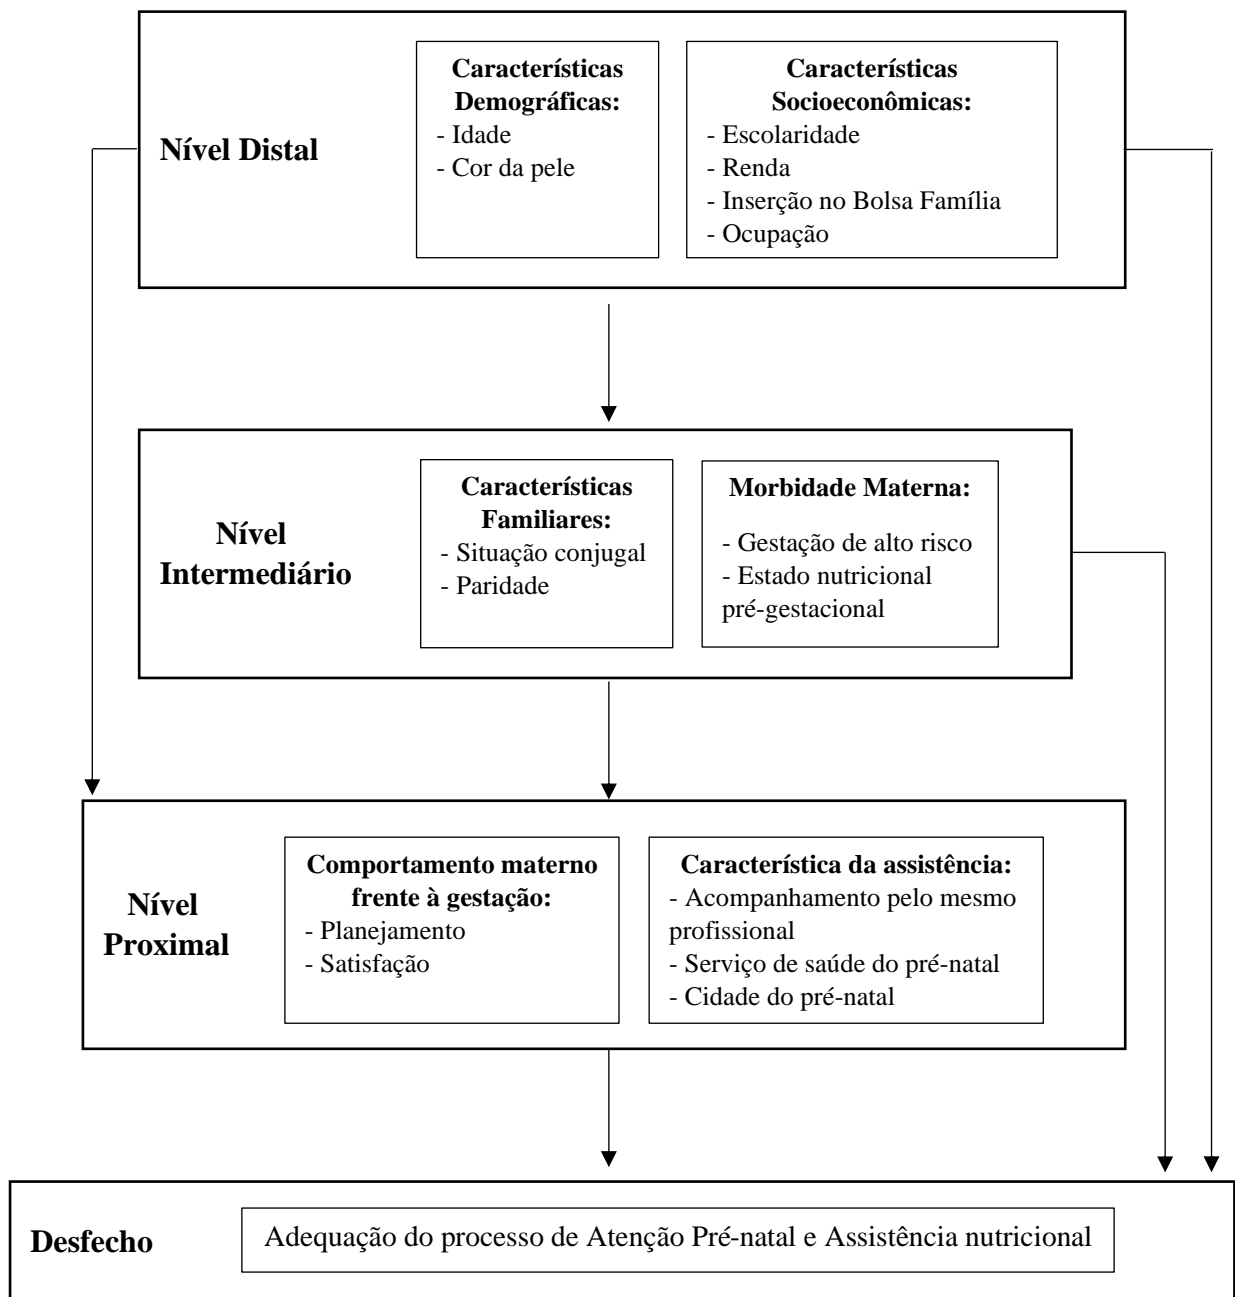 Nível Distal
Características
Demográficas:
- Idade
- Cor da pele
Características
Socioeconômicas:
- Escolaridade
- Renda
- Inserção no Bolsa Família
- Ocupação
Nível
Intermediário
Características
Familiares:
- Situação conjugal
- Paridade
Morbidade Materna:
- Gestação de alto risco
- Estado nutricional
pré-gestacional
Nível
Proximal
Comportamento materno
frente à gestação:
- Planejamento
- Satisfação
Característica da assistência:
- Acompanhamento pelo mesmo
profissional
- Serviço de saúde do pré-natal
- Cidade do pré-natal
Desfecho
Adequação do processo de Atenção Pré-natal e Assistência nutricional